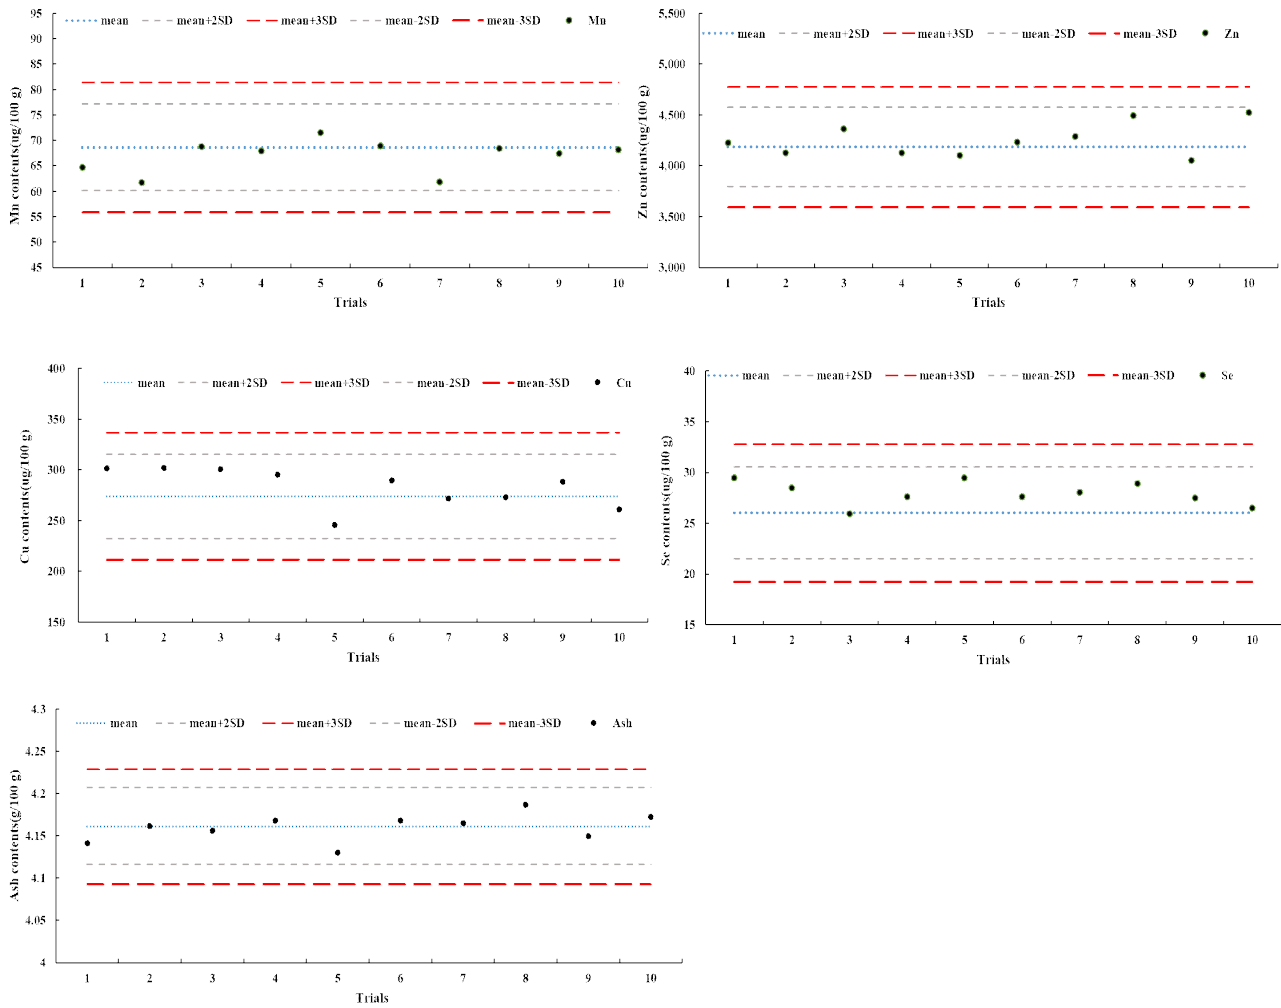 mean mean+2SD mean+3SD mean-2SD mean-3SD Mn
Mn contents(ug/100 g)
95
90
85
80
75
70
65
60
55
50
45
1 2 3 4 5 6 7 8 9 10
Trials
mean mean+2SD mean+3SD mean-2SD mean-3SD Zn
Zn contents(ug/100 g)
5,500
5,000
4,500
4,000
3,500
3,000
1 2 3 4 5 6 7 8 9 10
Trials
mean mean+2SD mean+3SD mean-2SD mean-3SD Cu
Cu contents(ug/100 g)
400
350
300
250
200
150
1 2 3 4 5 6 7 8 9 10
Trials
mean mean+2SD mean+3SD mean-2SD mean-3SD Se
Se contents(ug/100 g)
40
35
30
25
20
15
1 2 3 4 5 6 7 8 9 10
Trials
mean mean+2SD mean+3SD mean-2SD mean-3SD Ash
Ash contents(g/100 g)
4.3
4.25
4.2
4.15
4.1
4.05
4
1 2 3 4 5 6 7 8 9 10
Trials